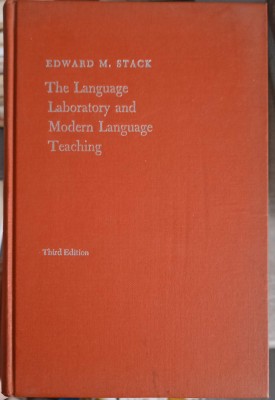 EDWARD M. STACK
The Language
Laboratory and
Modern Language
Teaching
Third Edition